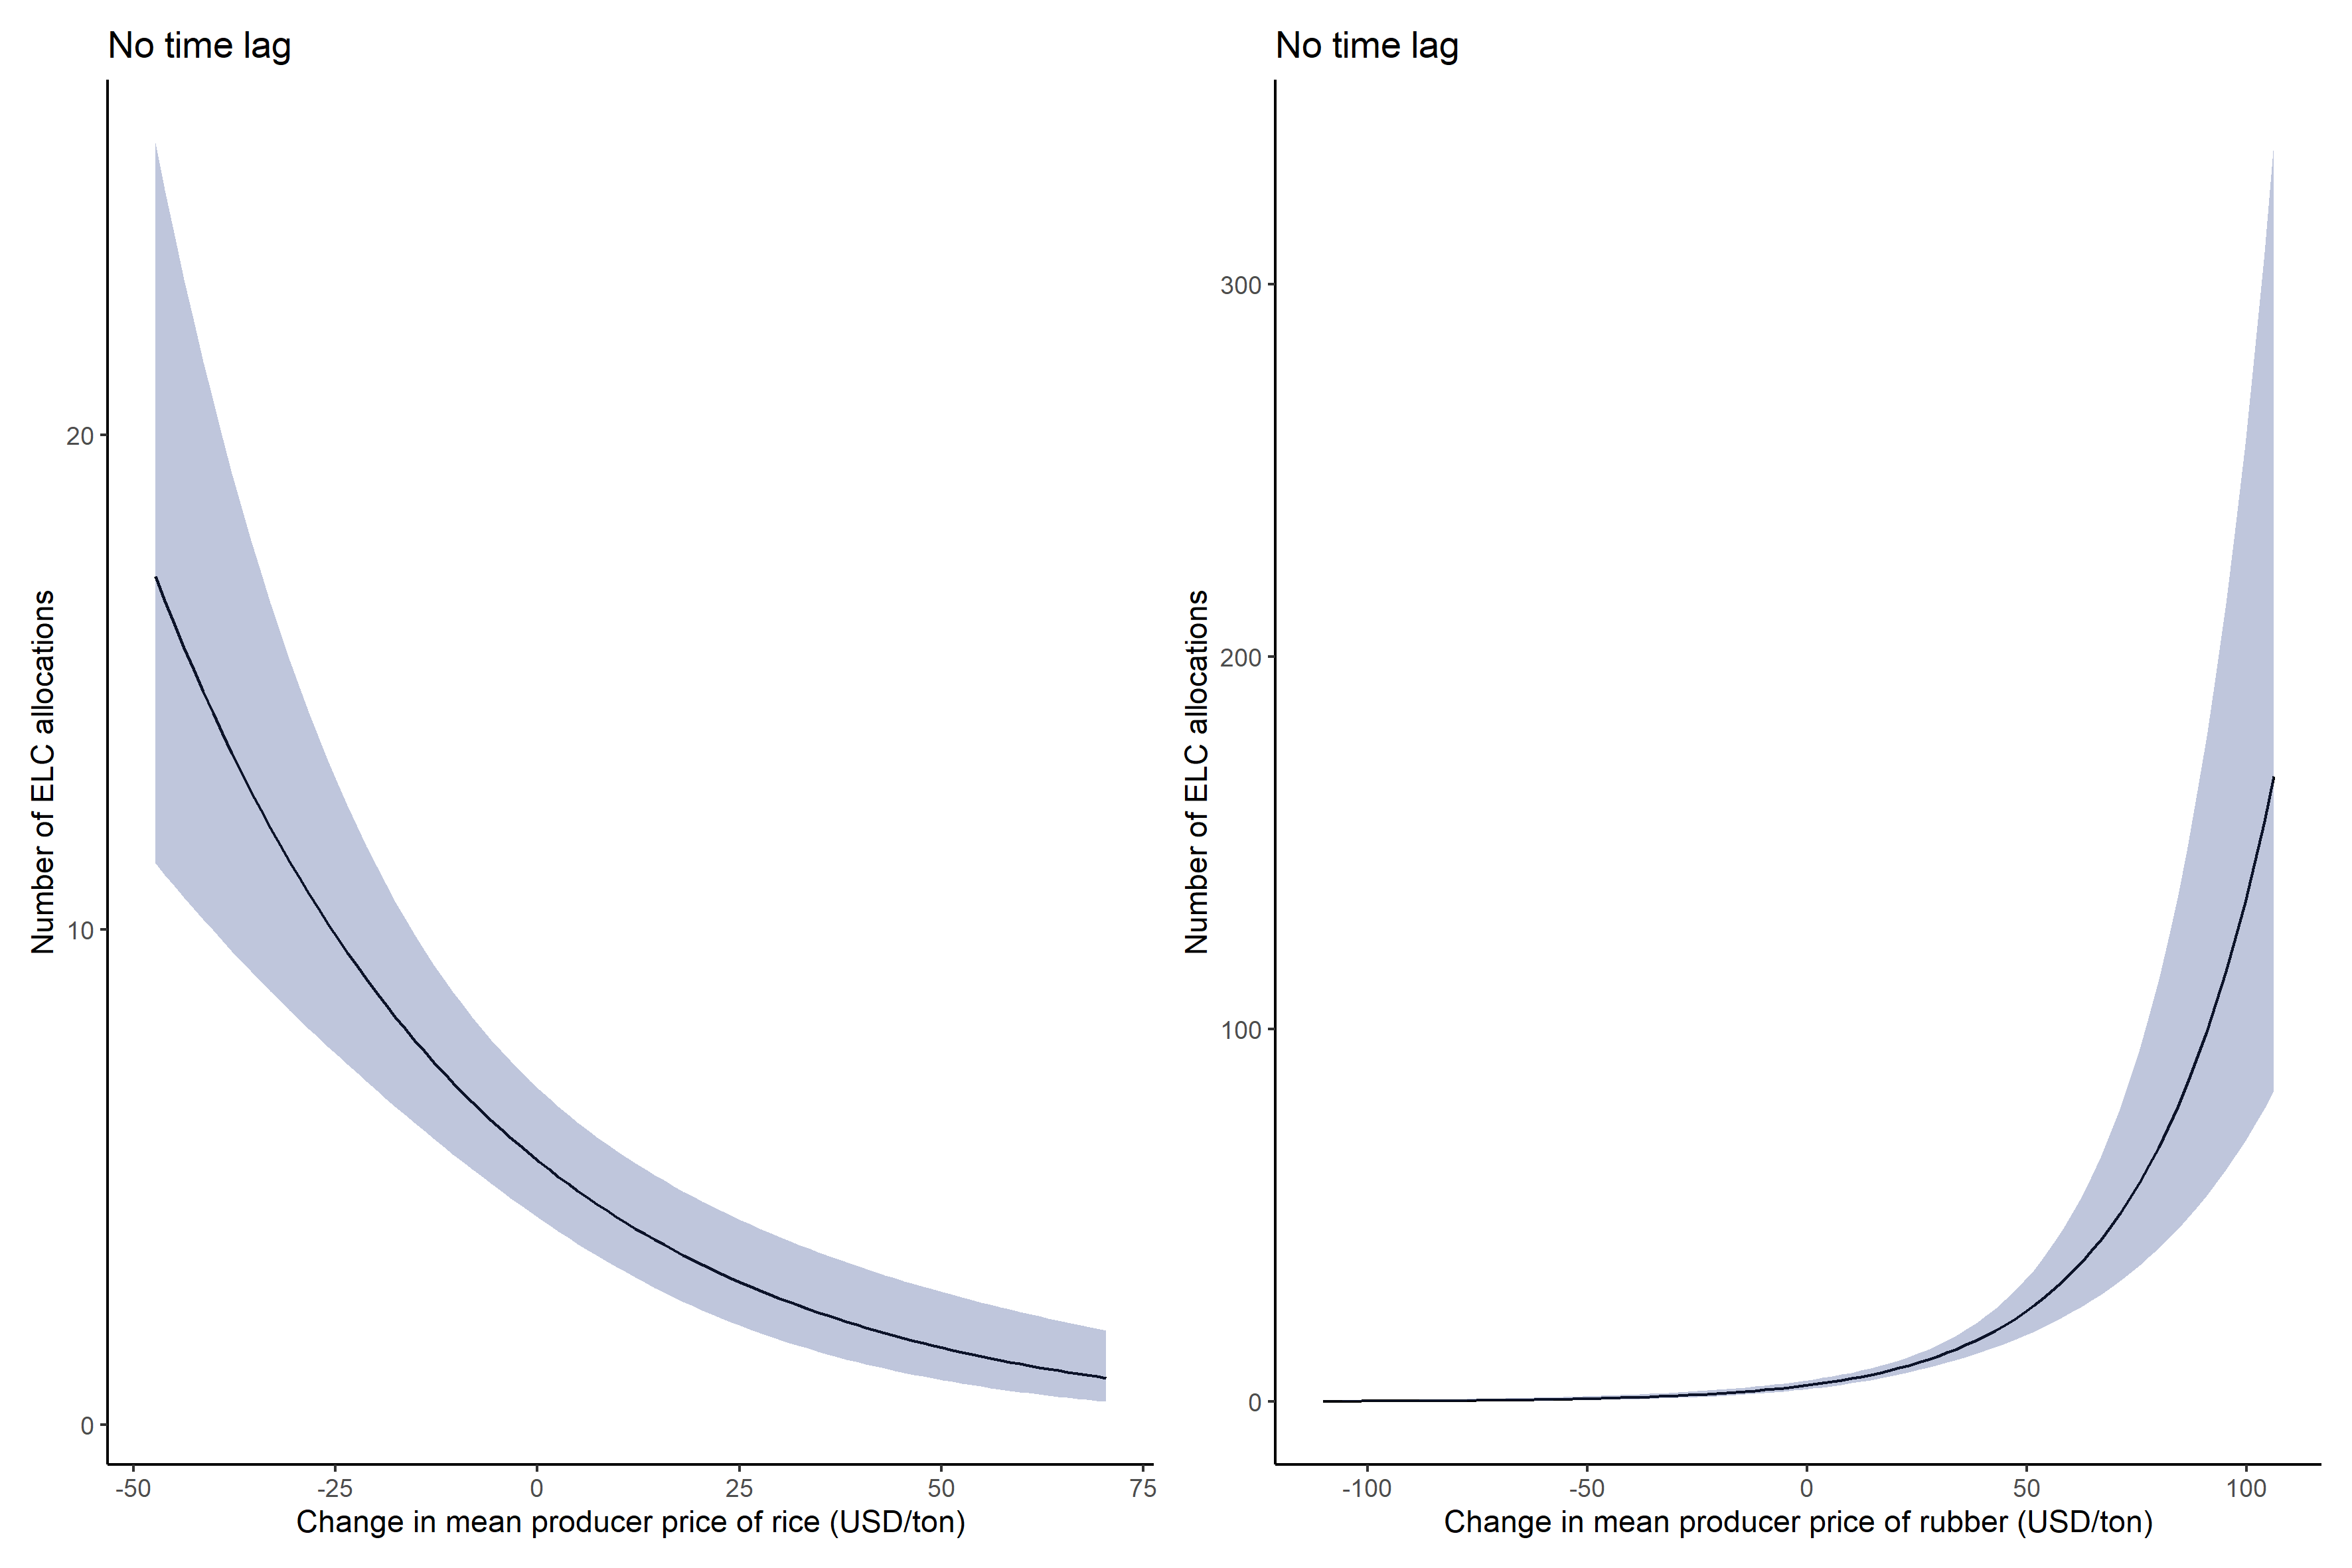 No time lag
Number of ELC allocations
20
10
0
-50 -25 0 25 50 75
Change in mean producer price of rice (USD/ton)
No time lag
Number of ELC allocations
300
200
100
0
-100 -50 0 50 100
Change in mean producer price of rubber (USD/ton)